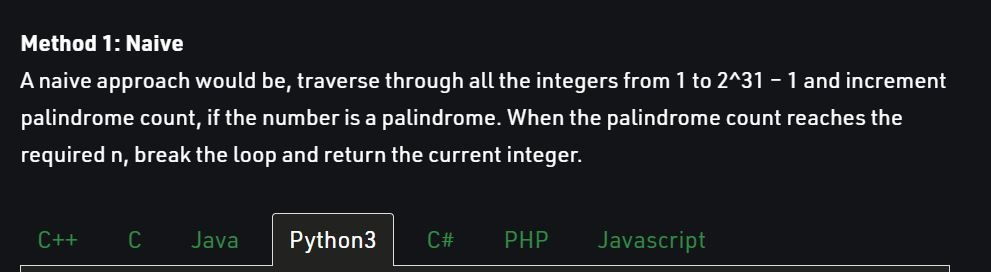 Method 1: Naive
A naive approach would be, traverse through all the integers from 1 to 2^31 – 1 and increment
palindrome count, if the number is a palindrome. When the palindrome count reaches the
required n, break the loop and return the current integer.
C++ C Java Python3 C# PHP Javascript